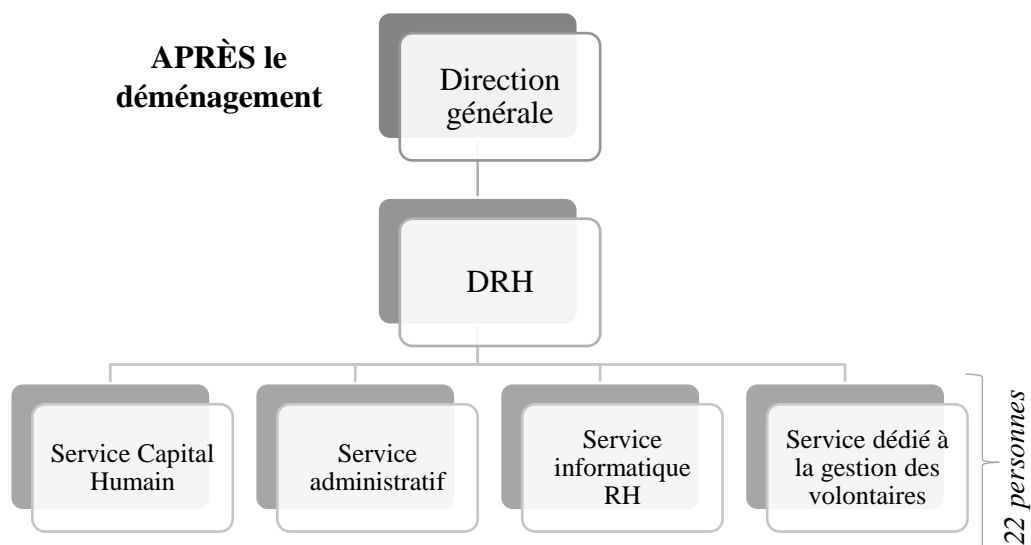 APRÈS le
déménagement
Direction
générale
DRH
Service Capital
Humain
Service
administratif
Service
informatique
RH
Service dédié à
la gestion des
volontaires
22 personnes